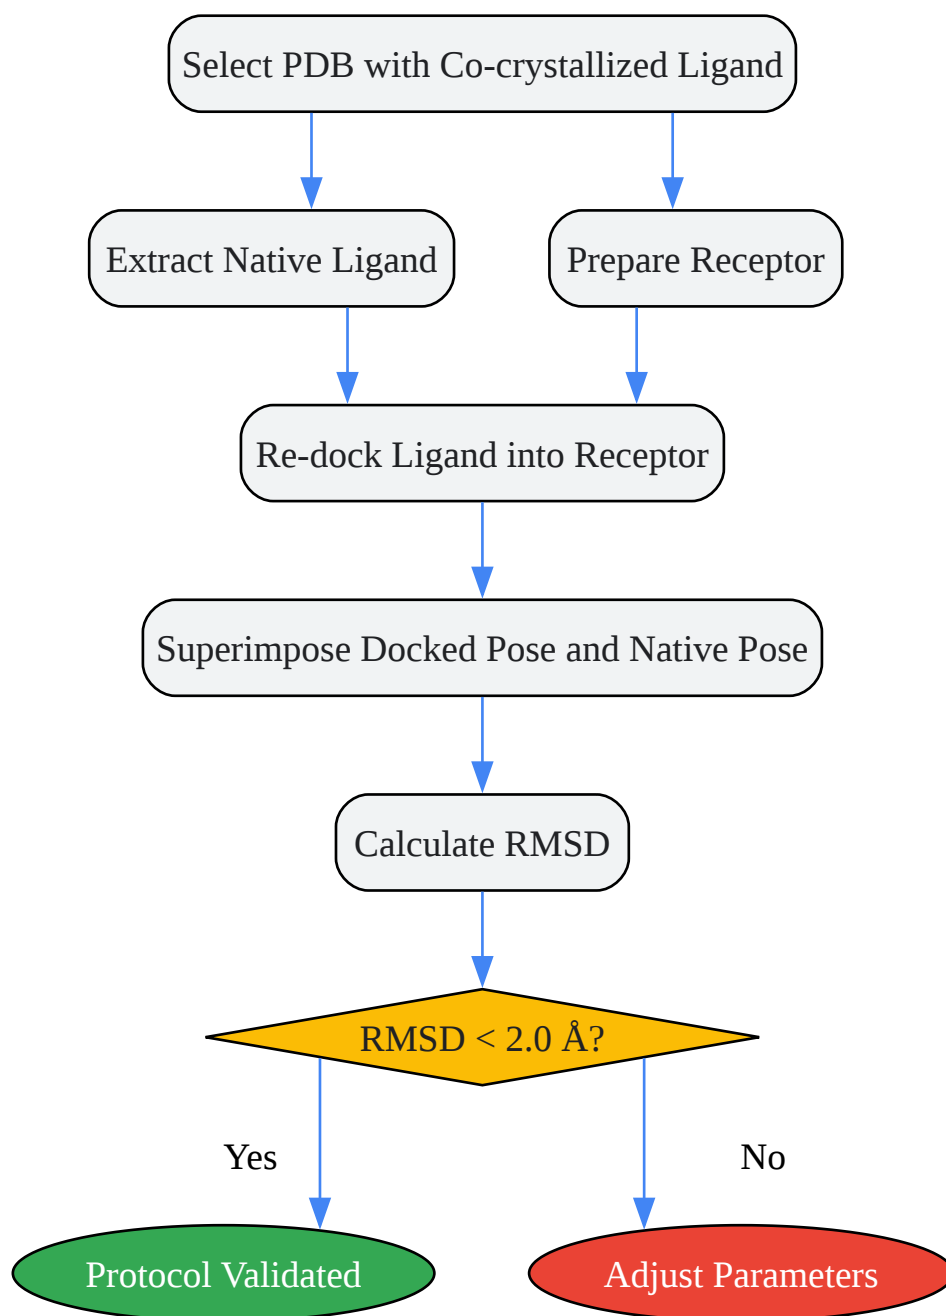 Select PDB with Co-crystallized Ligand
Extract Native Ligand
Prepare Receptor
Re-dock Ligand into Receptor
Superimpose Docked Pose and Native Pose
Calculate RMSD
RMSD < 2.0 Å?
Yes
No
Protocol Validated
Adjust Parameters